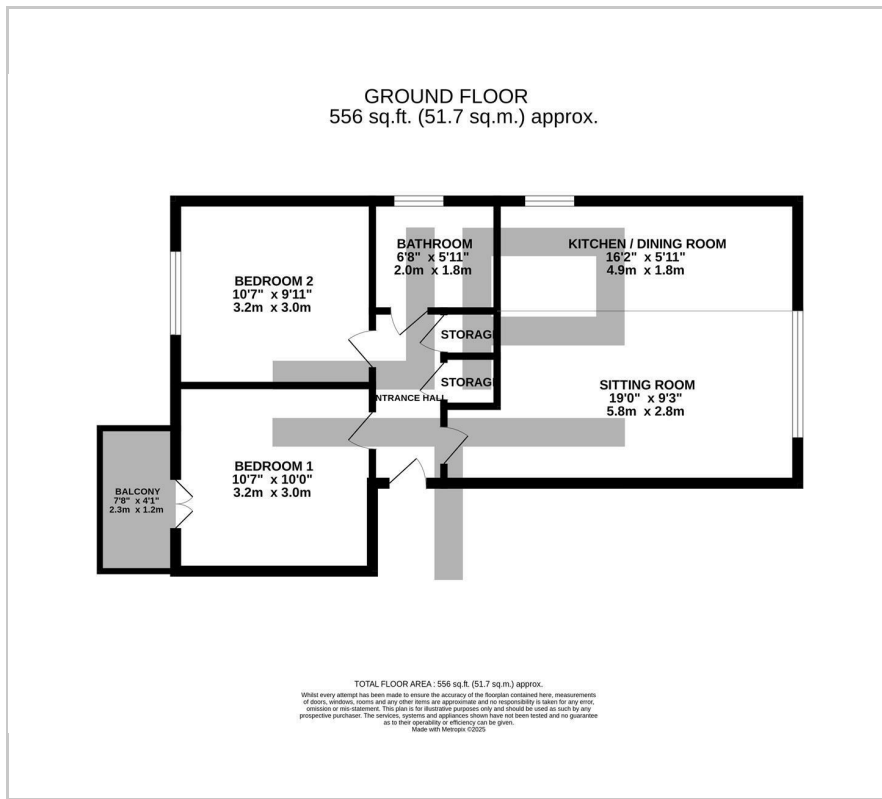 GROUND FLOOR
556 sq.ft. (51.7 sq.m.) approx.
BATHROOM
6'8" x 5'11"
2.0m x 1.8m
KITCHEN / DINING ROOM
16'2" x 5'11"
4.9m x 1.8m
BEDROOM 2
10'7" x 9'11"
3.2m x 3.0m
STORAG
STORAG
NTRANCE HALL
SITTING ROOM
19'0" x 9'3"
5.8m x 2.8m
BEDROOM 1
10'7" x 10'0"
3.2m x 3.0m
BALCONY
7'8" x 4'1"
2.3m x 1.2m
TOTAL FLOOR AREA : 556 sq.ft. (51.7 sq.m.) approx.
Whilst every attempt has been made to ensure the accuracy of the floorplan contained here, measurements
of doors, windows, rooms and any other items are approximate and no responsibility is taken for any error,
omission or mis-statement. This plan is for illustrative purposes only and should be used as such by any
prospective purchaser. The services, systems and appliances shown have not been tested and no guarantee
as to their operability or efficiency can be given.
Made with Metropix ©2025